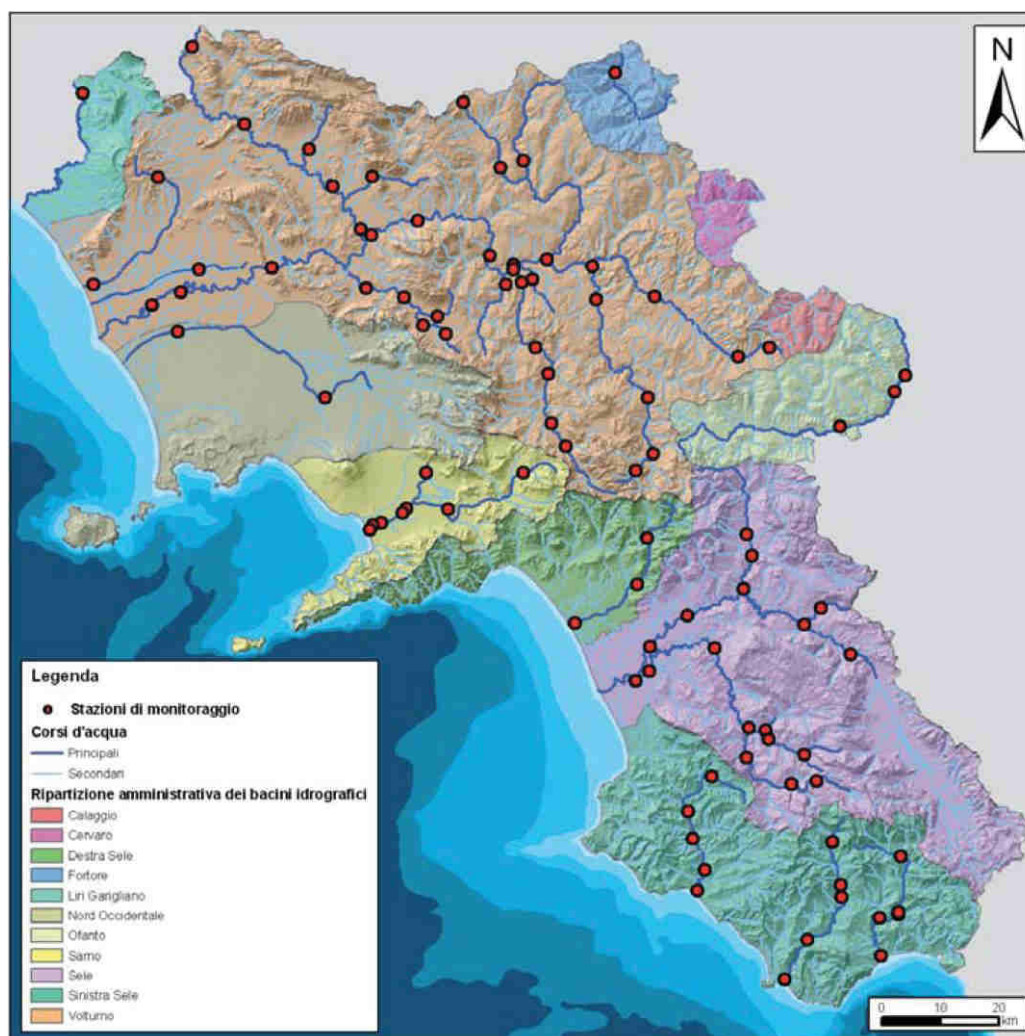 N
Legenda
Stazioni di monitoraggio
Corsi d'acqua
Principali
Secondari
Ripartizione amministrativa dei bacini idrografici
Calaggio
Cervaro
Destra Sele
Fortore
Liri Garigliano
Nord Occidentale
Ofanto
Sarno
Sele
Sinistra Sele
Volturno
0 10 20
km